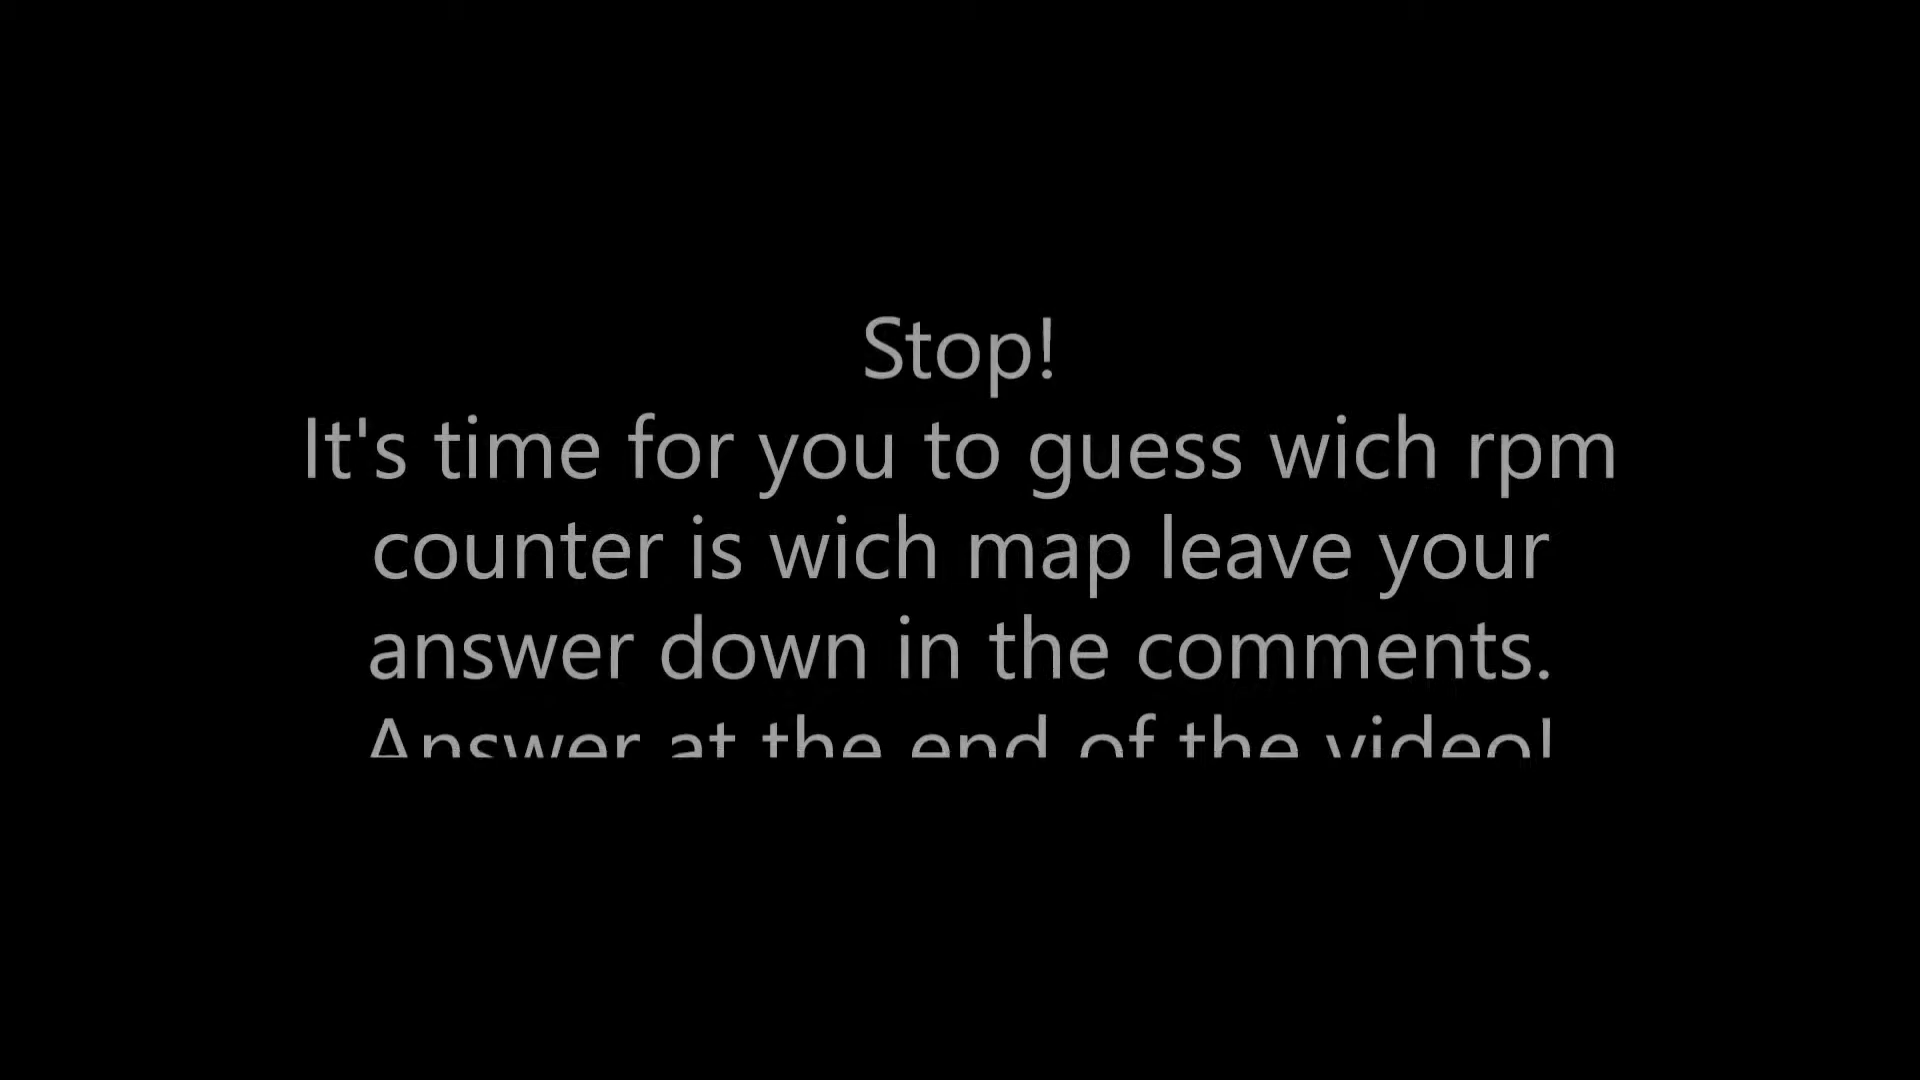 Stop!
It's time for you to guess wich rpm
counter is wich map leave your
answer down in the comments.
Answer at the end of the video!